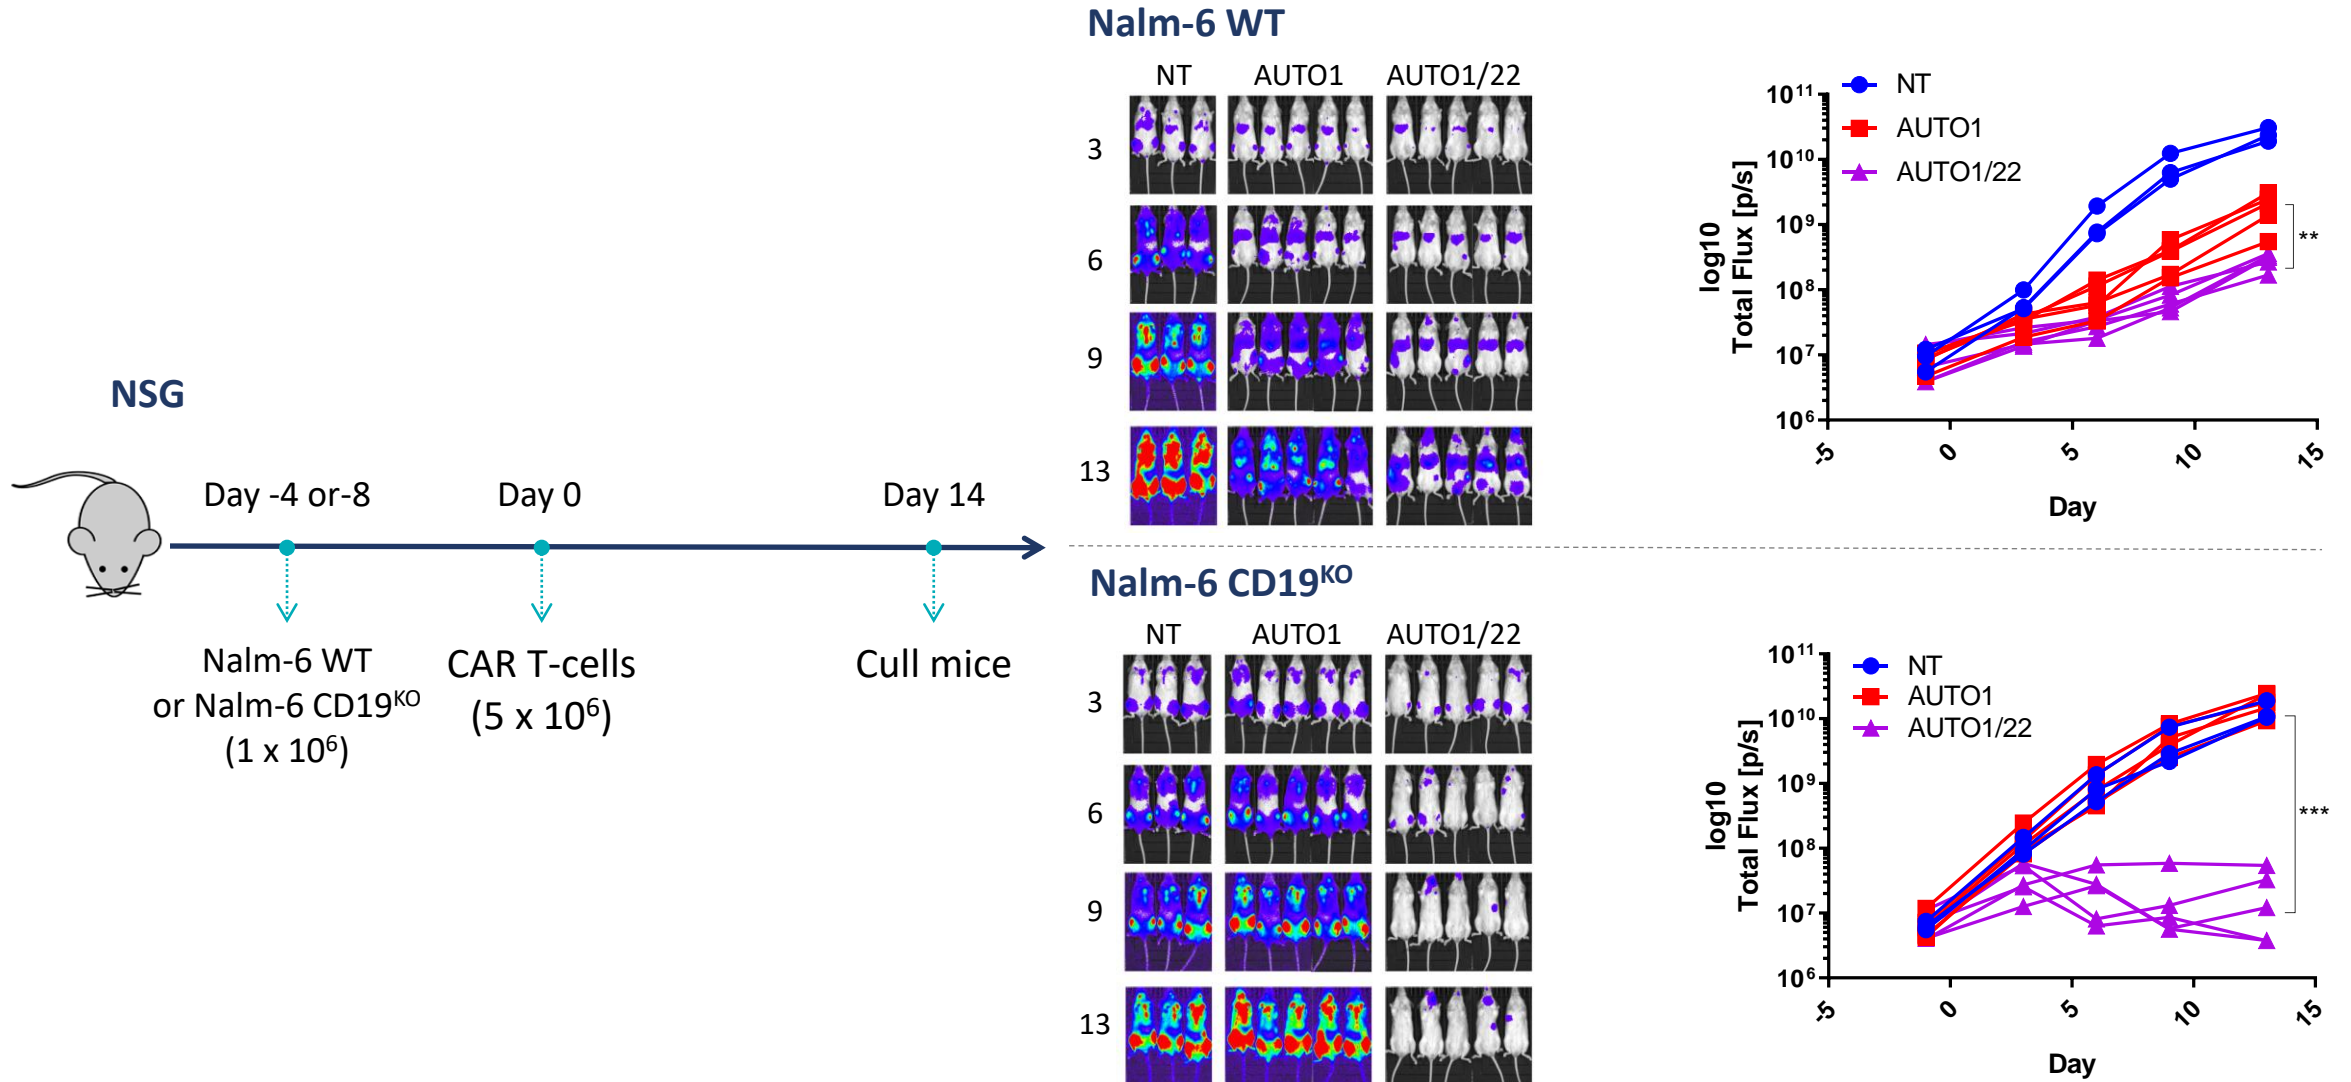 NSG
Day -4 or-8
Day 0
Day 14
Nalm-6 WT
or Nalm-6 CD19KO
(1 x 10⁶)
CAR T-cells
(5 x 10⁶)
Cull mice
Nalm-6 WT
NT
AUTO1
AUTO1/22
3
6
9
13
NT
AUTO1
AUTO1/22
log10
Total Flux [p/s]
10¹¹
10¹⁰
10⁹
10⁸
10⁷
10⁶
-5
0
5
10
15
Day
**
Nalm-6 CD19KO
NT
AUTO1
AUTO1/22
3
6
9
13
NT
AUTO1
AUTO1/22
log10
Total Flux [p/s]
10¹¹
10¹⁰
10⁹
10⁸
10⁷
10⁶
-5
0
5
10
15
Day
***